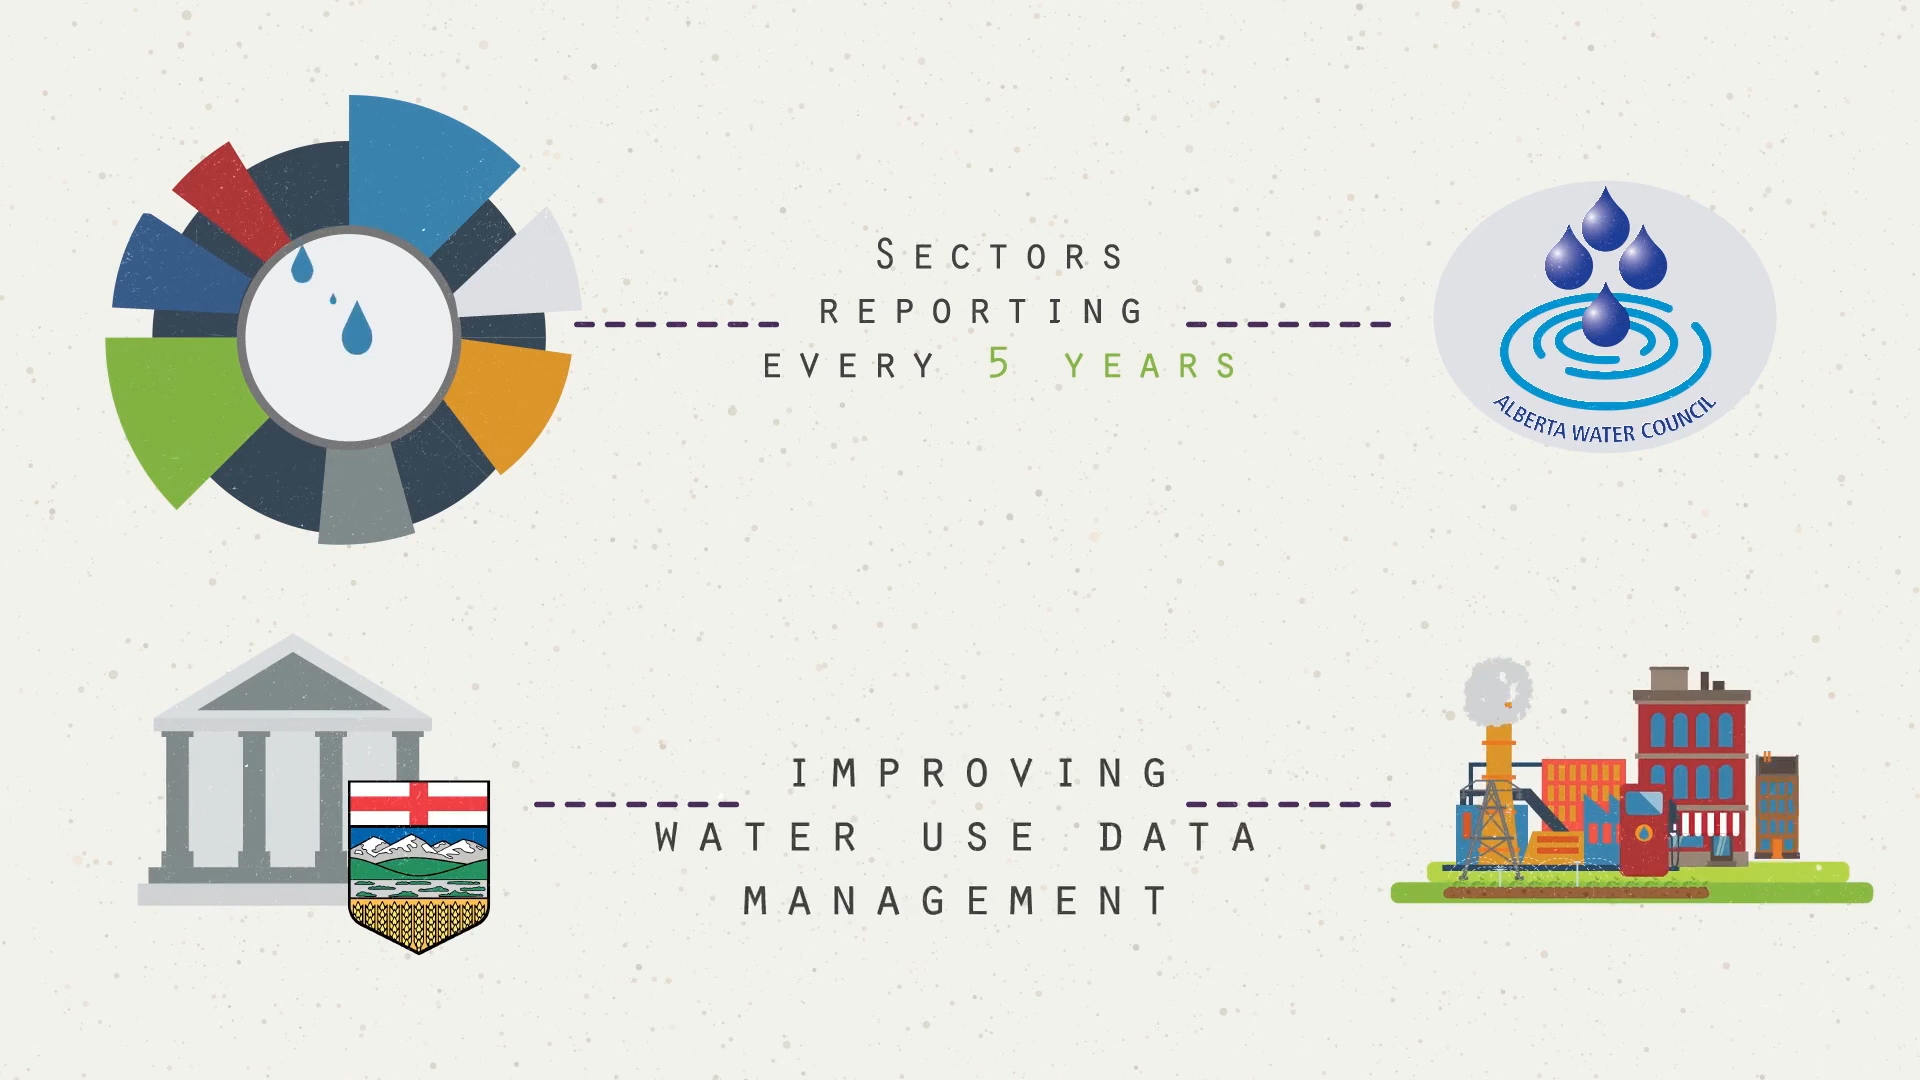 Sectors
reporting
every 5 years
ALBERTA WATER COUNCIL
improving
water use data
management